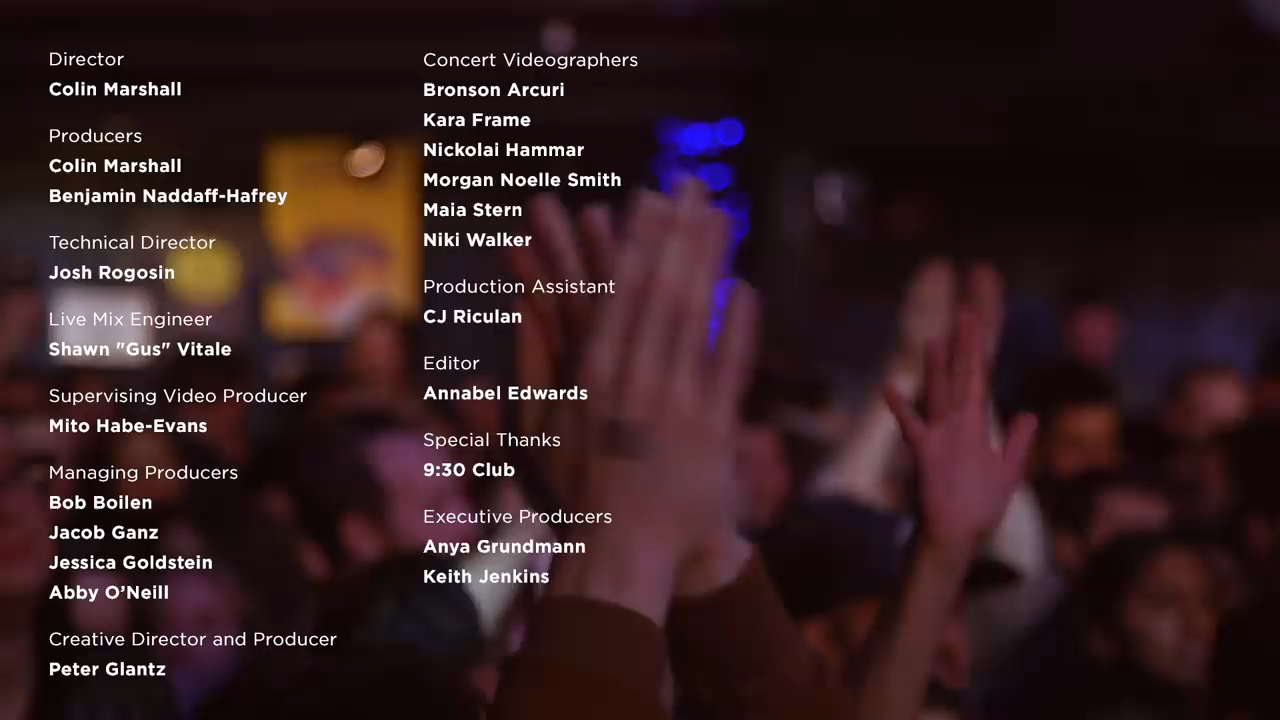 Director
Colin Marshall
Producers
Colin Marshall
Benjamin Naddaff-Hafrey
Technical Director
Josh Rogosin
Live Mix Engineer
Shawn "Gus" Vitale
Supervising Video Producer
Mito Habe-Evans
Managing Producers
Bob Boilen
Jacob Ganz
Jessica Goldstein
Abby O’Neill
Creative Director and Producer
Peter Glantz
Concert Videographers
Bronson Arcuri
Kara Frame
Nickolai Hammar
Morgan Noelle Smith
Maia Stern
Niki Walker
Production Assistant
CJ Riculan
Editor
Annabel Edwards
Special Thanks
9:30 Club
Executive Producers
Anya Grundmann
Keith Jenkins